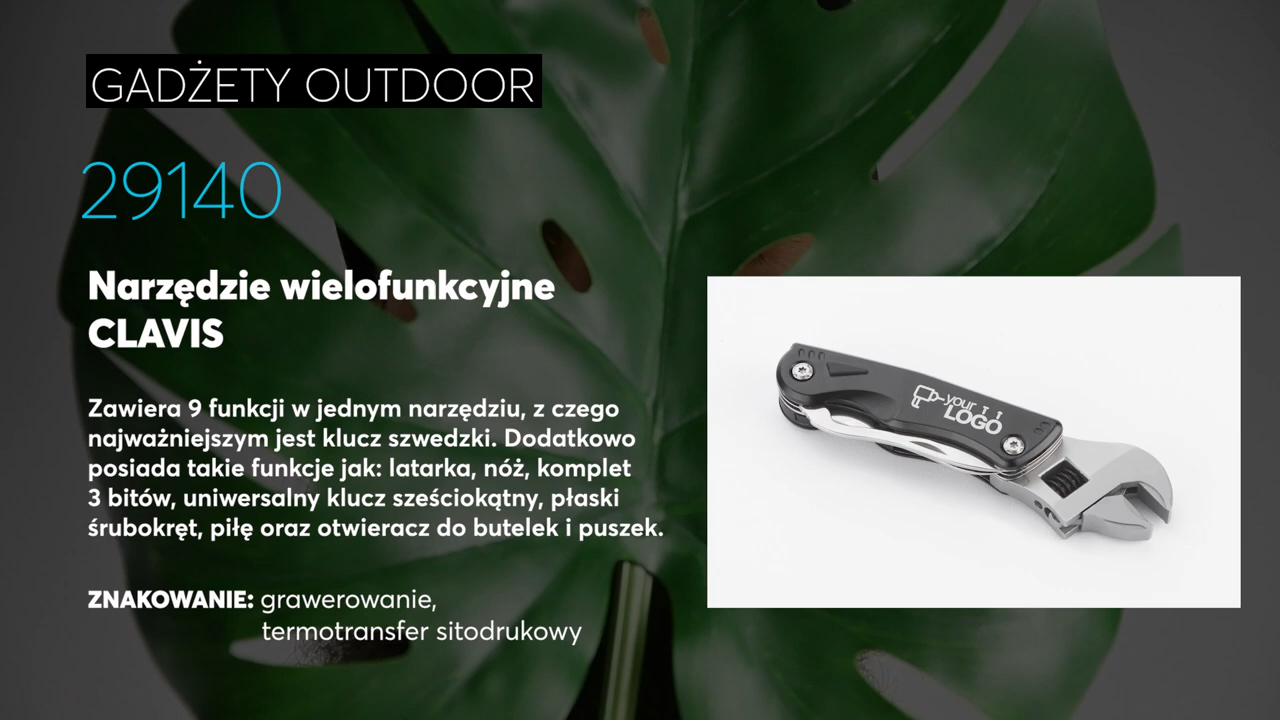 GADŻETY OUTDOOR
29140
Narzędzie wielofunkcyjne
CLAVIS
Zawiera 9 funkcji w jednym narzędziu, z czego
najważniejszym jest klucz szwedzki. Dodatkowo
posiada takie funkcje jak: latarka, nóż, komplet
3 bitów, uniwersalny klucz sześciokątny, płaski
śrubokręt, piłę oraz otwieracz do butelek i puszek.
ZNAKOWANIE: grawerowanie,
termotransfer sitodrukowy
your
LOGO